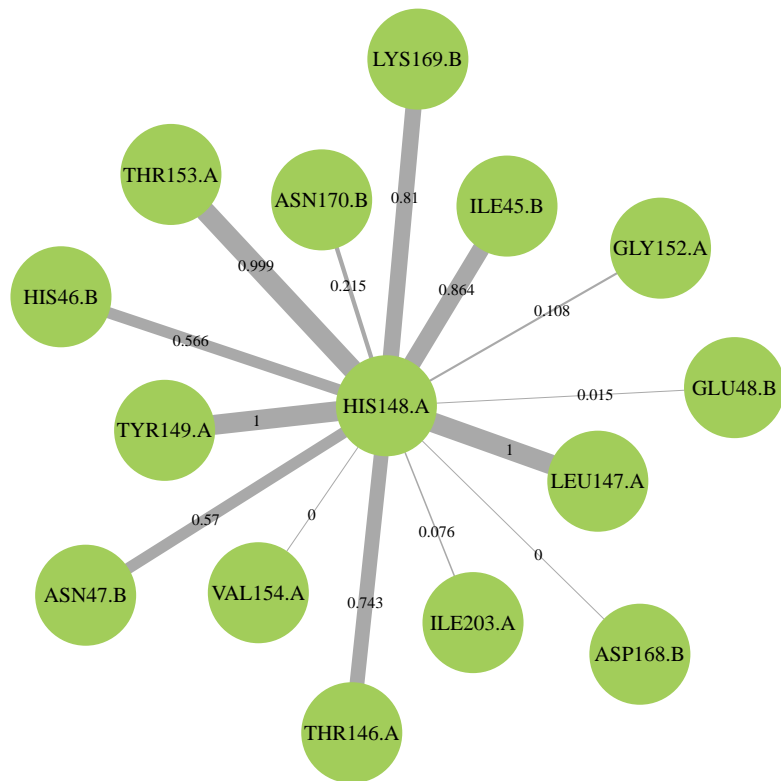 LYS169.B
THR153.A
ASN170.B
0.81
ILE45.B
GLY152.A
0.999
0.215
0.864
HIS46.B
0.108
0.566
GLU48.B
0.015
HIS148.A
TYR149.A
1
1
LEU147.A
0.57
0
0.076
0
ASN47.B
VAL154.A
0.743
ILE203.A
ASP168.B
THR146.A